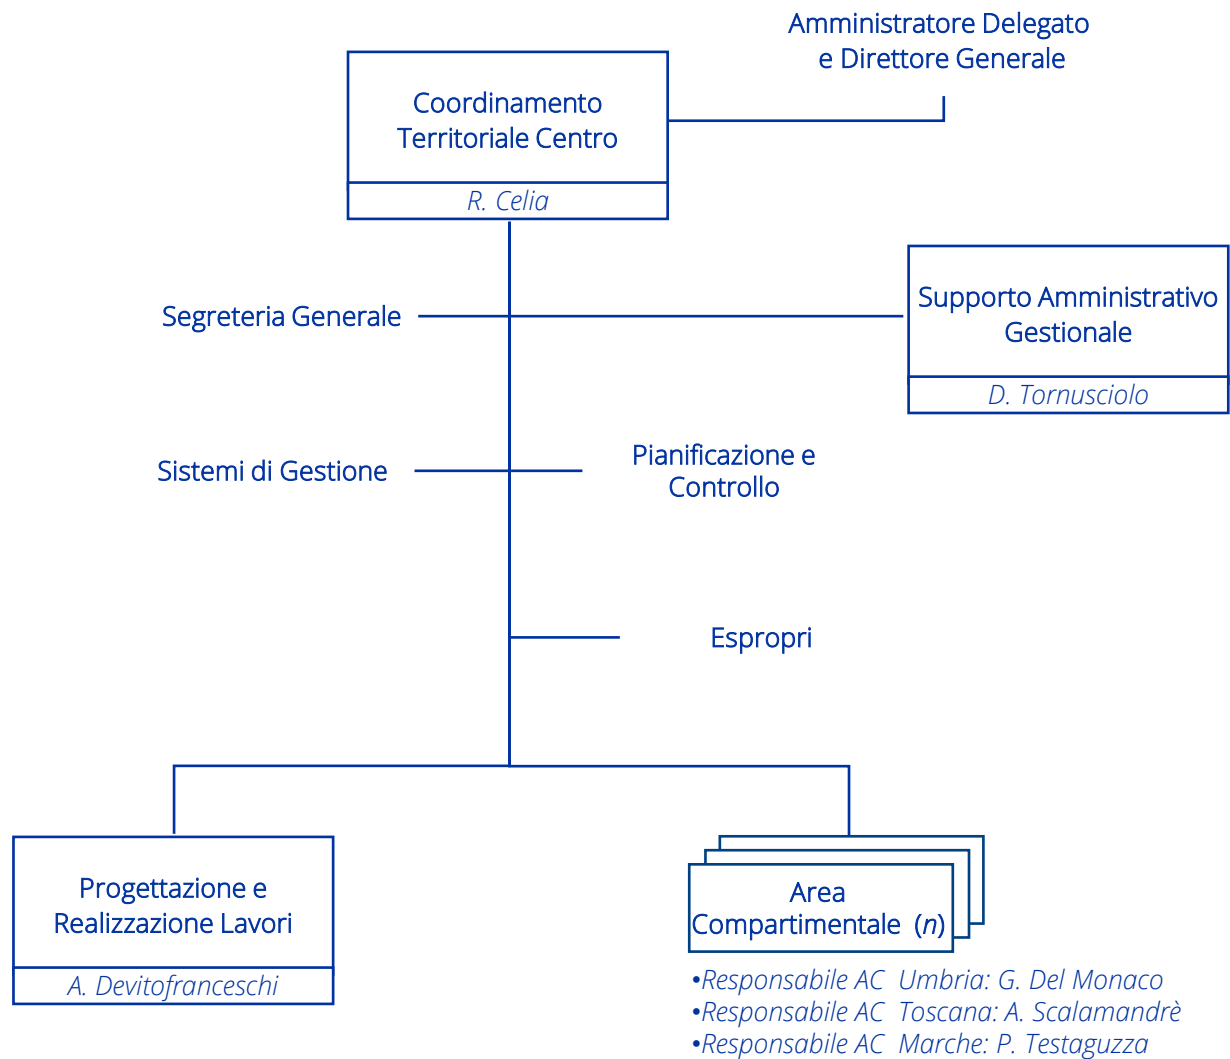 Amministratore Delegato
e Direttore Generale
Coordinamento
Territoriale Centro
R. Celia
Segreteria Generale
Supporto Amministrativo
Gestionale
D. Tornusciolo
Sistemi di Gestione
Pianificazione e
Controllo
Espropri
Progettazione e
Realizzazione Lavori
A. Devitofranceschi
Area
Compartimentale (n)
•Responsabile AC Umbria: G. Del Monaco
•Responsabile AC Toscana: A. Scalamandrè
•Responsabile AC Marche: P. Testaguzza